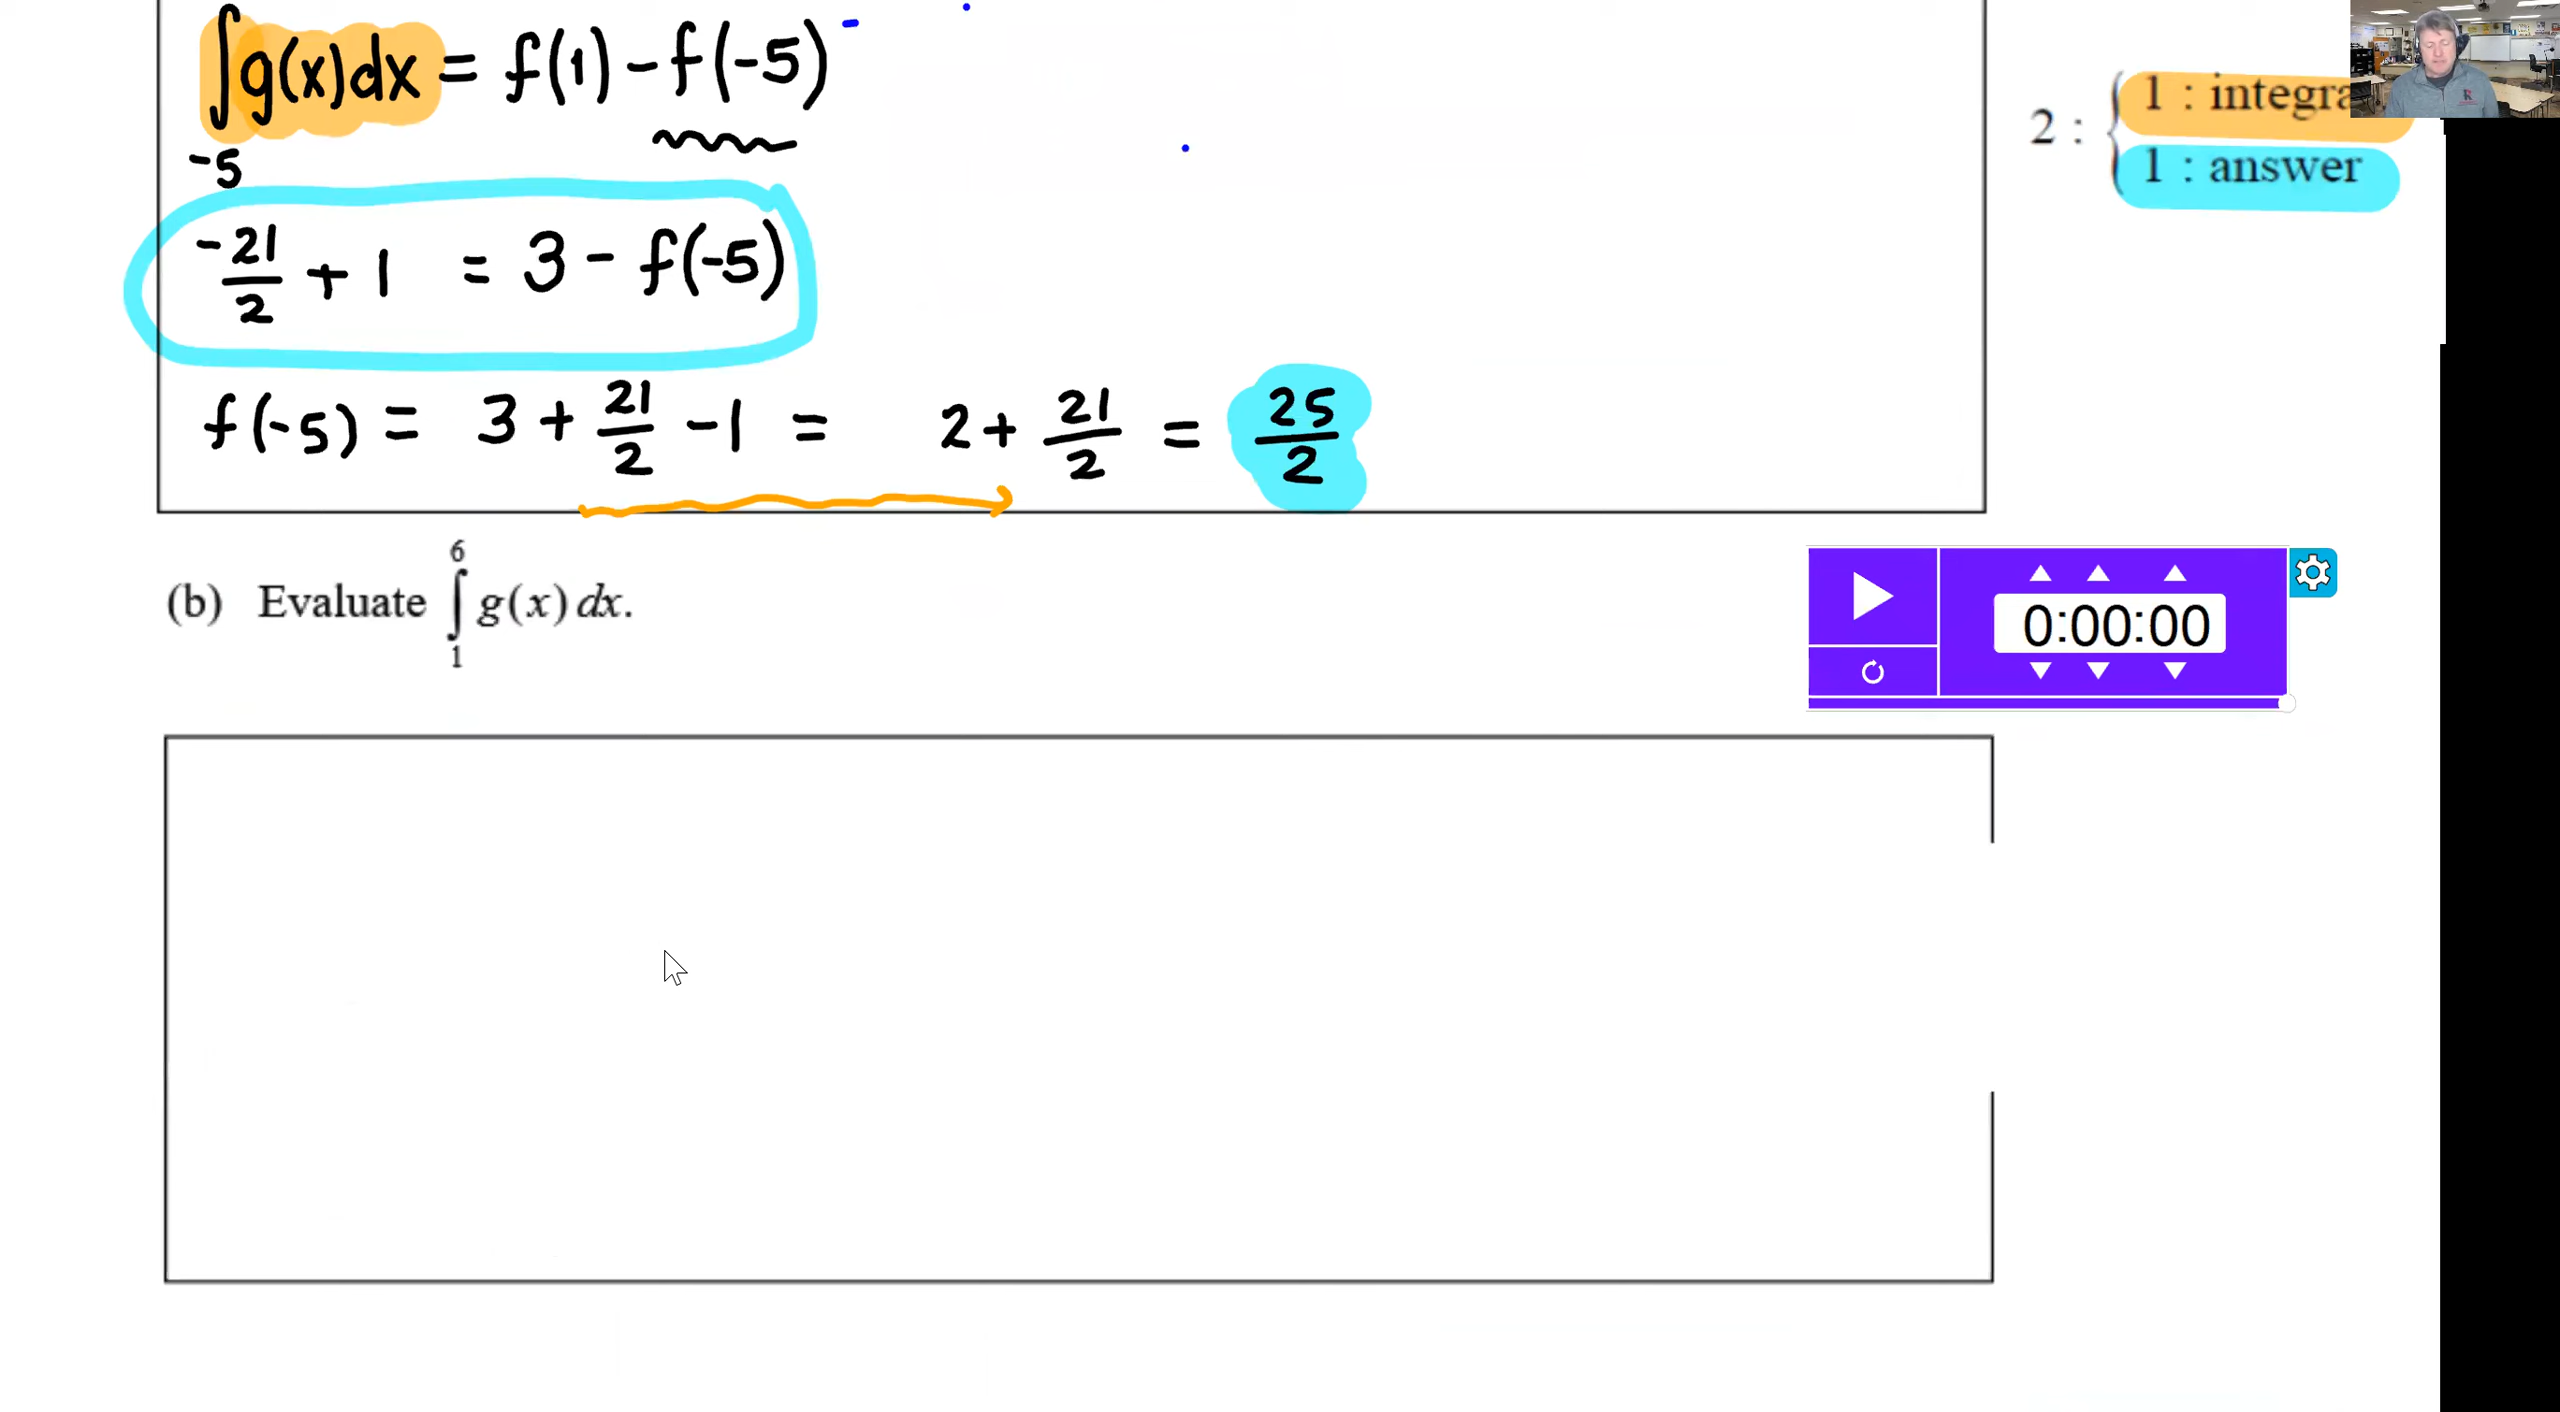 ∫g(x)dx = f(1) - f(-5)
-5
2 : { 1 : integra
1 : answer
-21/2 + 1 = 3 - f(-5)
f(-5) = 3 + 21/2 - 1 = 2 + 21/2 = 25/2
(b) Evaluate ∫₁⁶ g(x) dx.
0:00:00